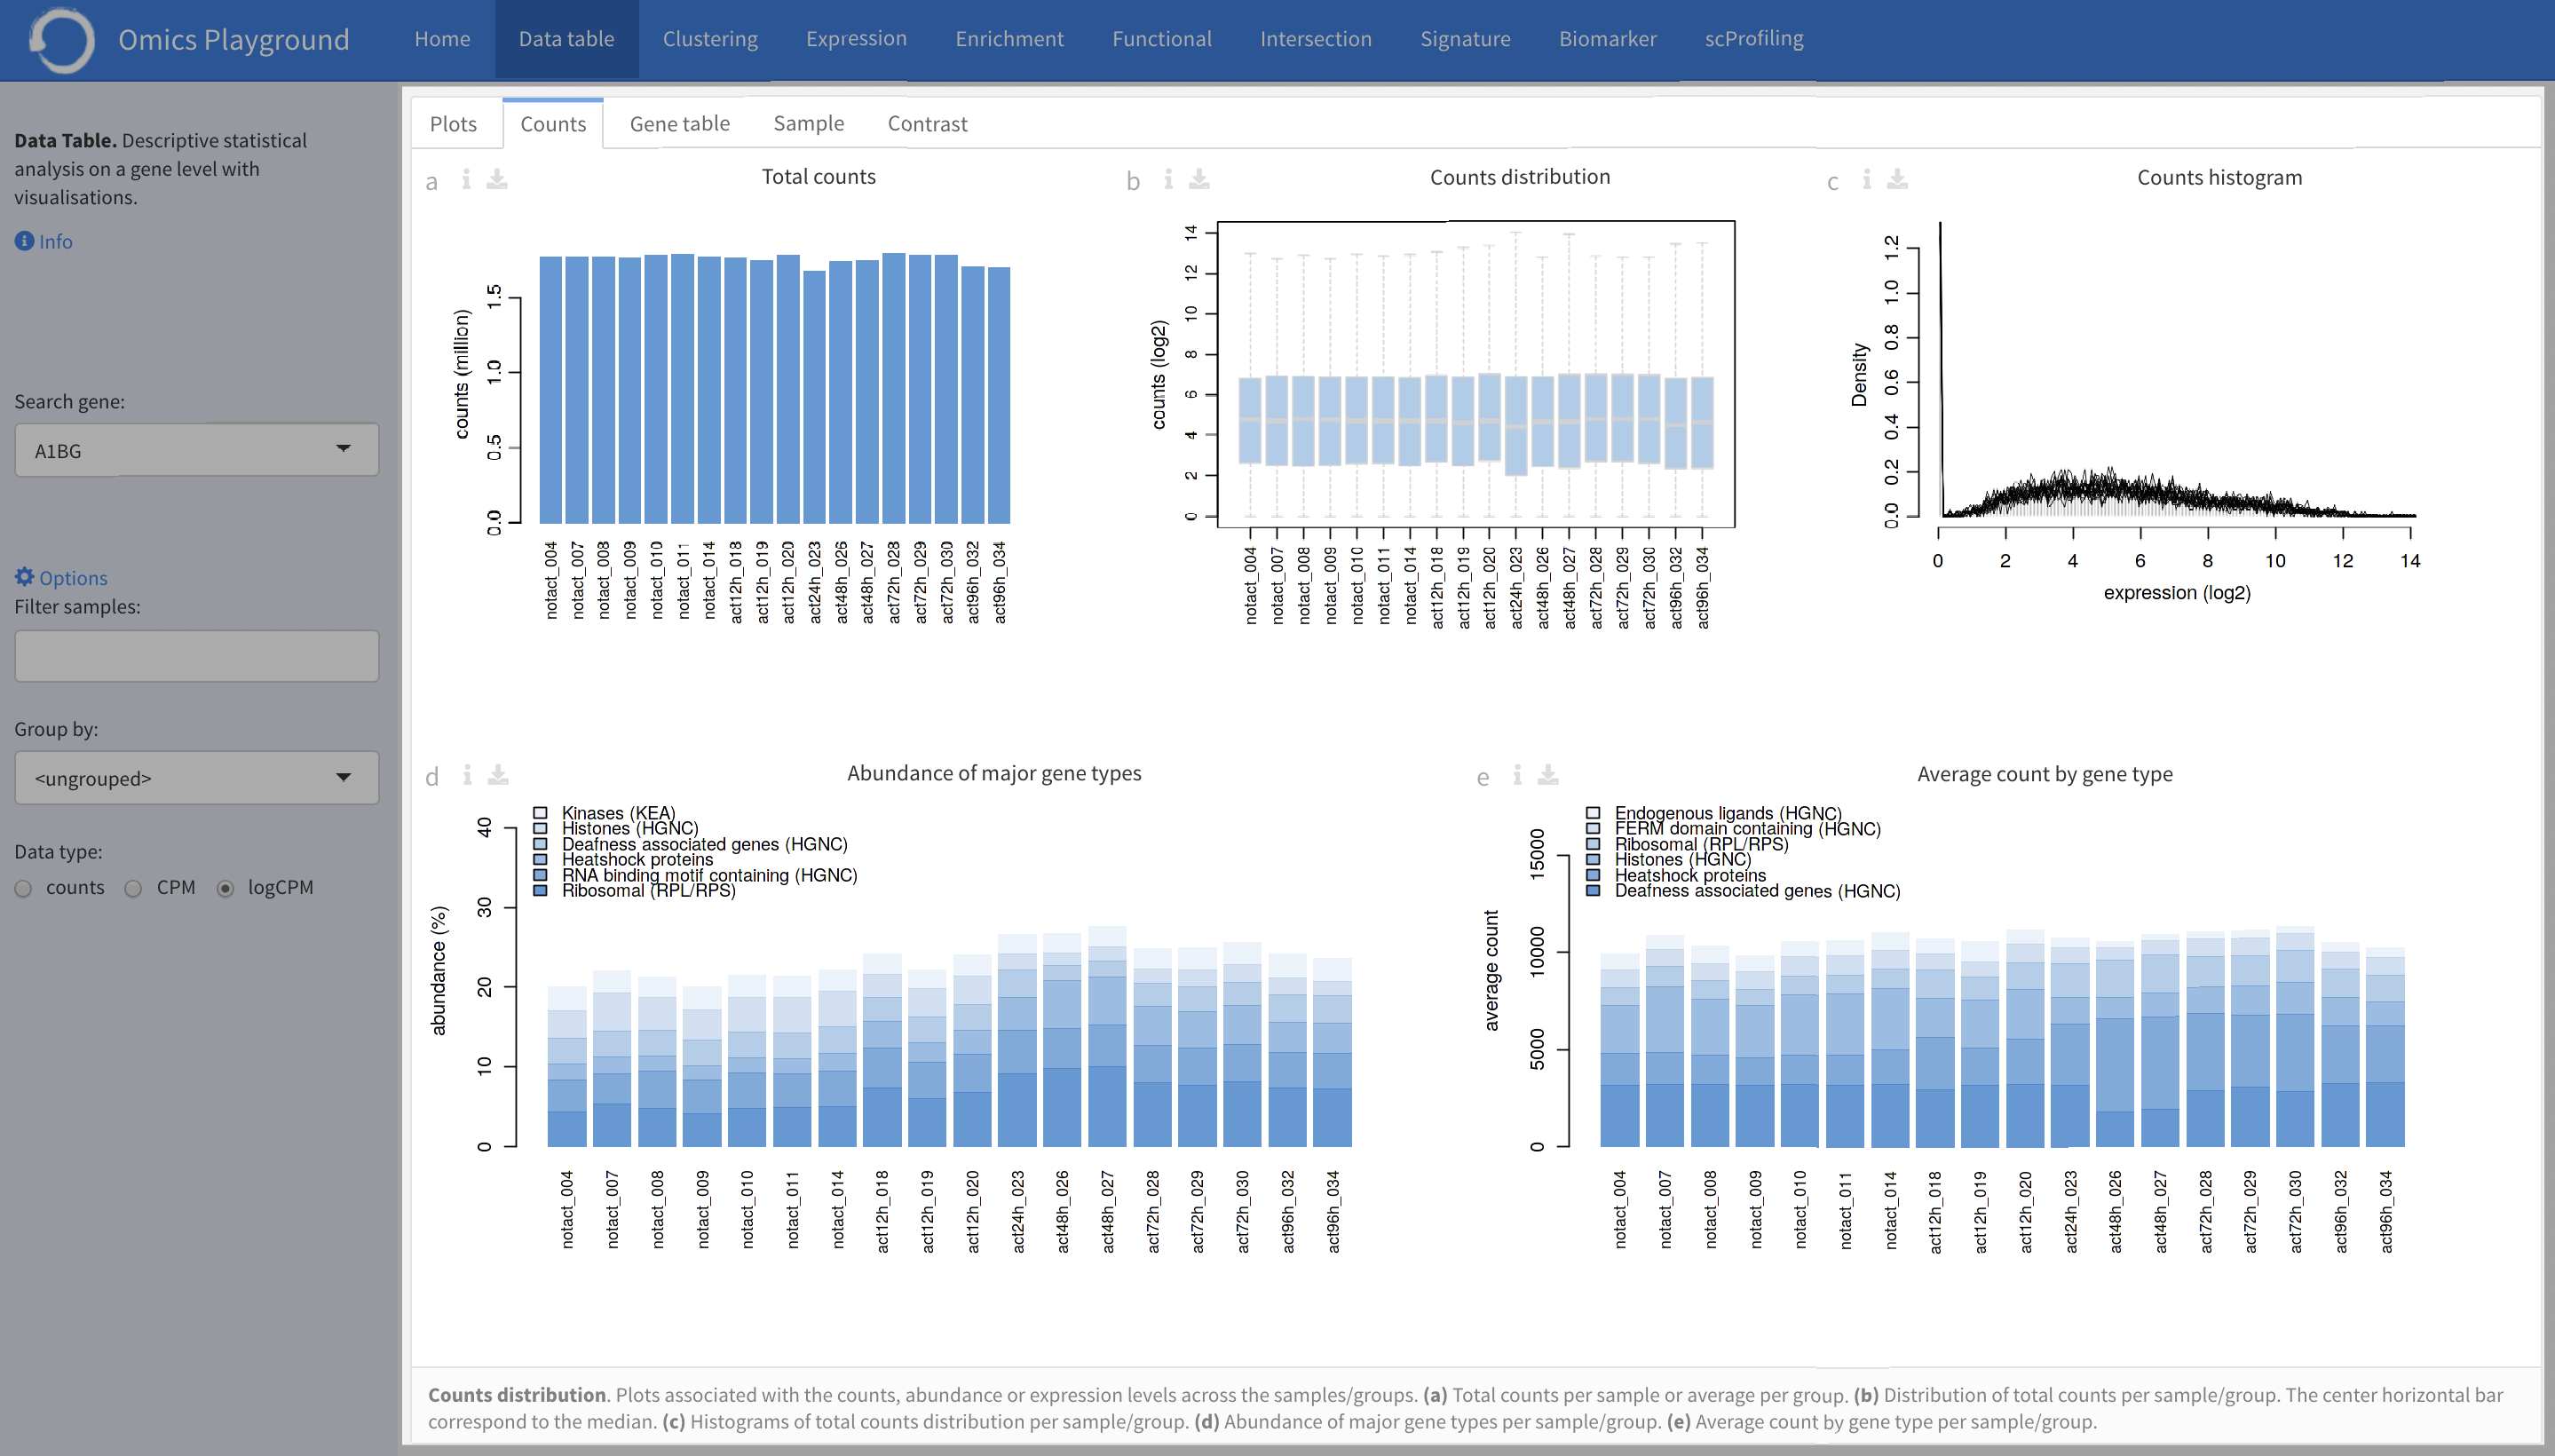 Omics Playground
Home Data table Clustering Expression Enrichment Functional Intersection Signature Biomarker scProfiling
Data Table. Descriptive statistical
analysis on a gene level with
visualisations.
Info
Search gene:
A1BG
Options
Filter samples:
Group by:
<ungrouped>
Data type:
counts CPM logCPM
Plots Counts Gene table Sample Contrast
a Total counts
counts (million)
0.0 0.5 1.0 1.5
notact_004 notact_007 notact_008 notact_009 notact_010 notact_011 notact_014 act12h_018 act12h_019 act12h_020 act24h_023 act48h_026 act48h_027 act72h_028 act72h_029 act72h_030 act96h_032 act96h_034
b Counts distribution
counts (log2)
0 2 4 6 8 10 12 14
notact_004 notact_007 notact_008 notact_009 notact_010 notact_011 notact_014 act12h_018 act12h_019 act12h_020 act24h_023 act48h_026 act48h_027 act72h_028 act72h_029 act72h_030 act96h_032 act96h_034
c Counts histogram
Density
0.0 0.2 0.4 0.6 0.8 1.0 1.2
0 2 4 6 8 10 12 14
expression (log2)
d Abundance of major gene types
Kinases (KEA)
Histones (HGNC)
Deafness associated genes (HGNC)
Heatshock proteins
RNA binding motif containing (HGNC)
Ribosomal (RPL/RPS)
abundance (%)
0 10 20 30 40
notact_004 notact_007 notact_008 notact_009 notact_010 notact_011 notact_014 act12h_018 act12h_019 act12h_020 act24h_023 act48h_026 act48h_027 act72h_028 act72h_029 act72h_030 act96h_032 act96h_034
e Average count by gene type
Endogenous ligands (HGNC)
FERM domain containing (HGNC)
Ribosomal (RPL/RPS)
Histones (HGNC)
Heatshock proteins
Deafness associated genes (HGNC)
average count
0 5000 10000 15000
notact_004 notact_007 notact_008 notact_009 notact_010 notact_011 notact_014 act12h_018 act12h_019 act12h_020 act24h_023 act48h_026 act48h_027 act72h_028 act72h_029 act72h_030 act96h_032 act96h_034
Counts distribution. Plots associated with the counts, abundance or expression levels across the samples/groups. (a) Total counts per sample or average per group. (b) Distribution of total counts per sample/group. The center horizontal bar
correspond to the median. (c) Histograms of total counts distribution per sample/group. (d) Abundance of major gene types per sample/group. (e) Average count by gene type per sample/group.